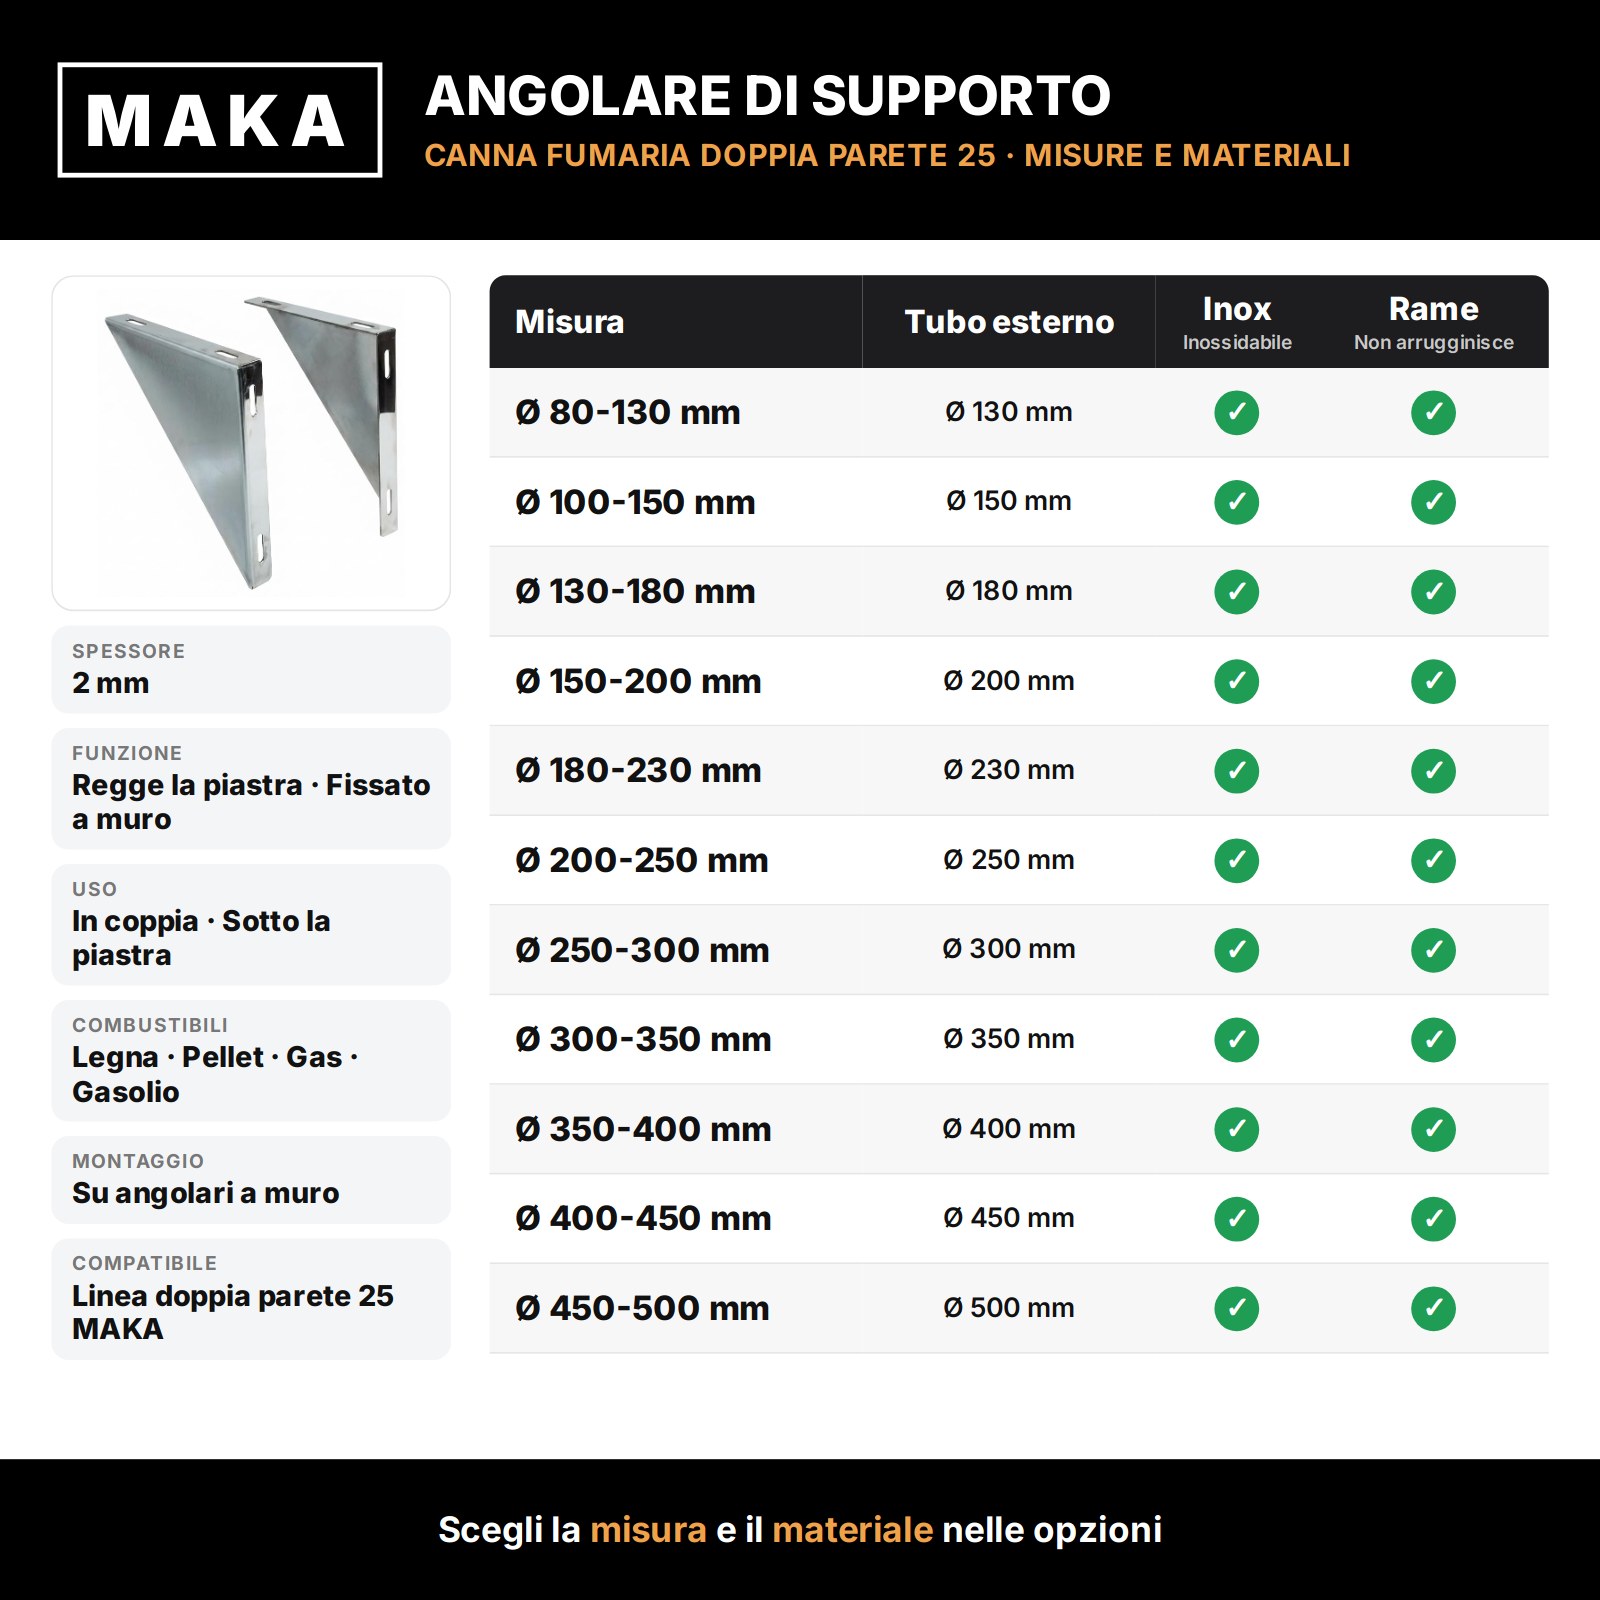 MAKA
ANGOLARE DI SUPPORTO
CANNA FUMARIA DOPPIA PARETE 25 · MISURE E MATERIALI
SPESSORE
2 mm
FUNZIONE
Regge la piastra · Fissato
a muro
USO
In coppia · Sotto la
piastra
COMBUSTIBILI
Legna · Pellet · Gas ·
Gasolio
MONTAGGIO
Su angolari a muro
COMPATIBILE
Linea doppia parete 25
MAKA
Misura Tubo esterno Inox Rame
Inossidabile Non arrugginisce
Ø 80-130 mm Ø 130 mm ✓ ✓
Ø 100-150 mm Ø 150 mm ✓ ✓
Ø 130-180 mm Ø 180 mm ✓ ✓
Ø 150-200 mm Ø 200 mm ✓ ✓
Ø 180-230 mm Ø 230 mm ✓ ✓
Ø 200-250 mm Ø 250 mm ✓ ✓
Ø 250-300 mm Ø 300 mm ✓ ✓
Ø 300-350 mm Ø 350 mm ✓ ✓
Ø 350-400 mm Ø 400 mm ✓ ✓
Ø 400-450 mm Ø 450 mm ✓ ✓
Ø 450-500 mm Ø 500 mm ✓ ✓
Scegli la misura e il materiale nelle opzioni